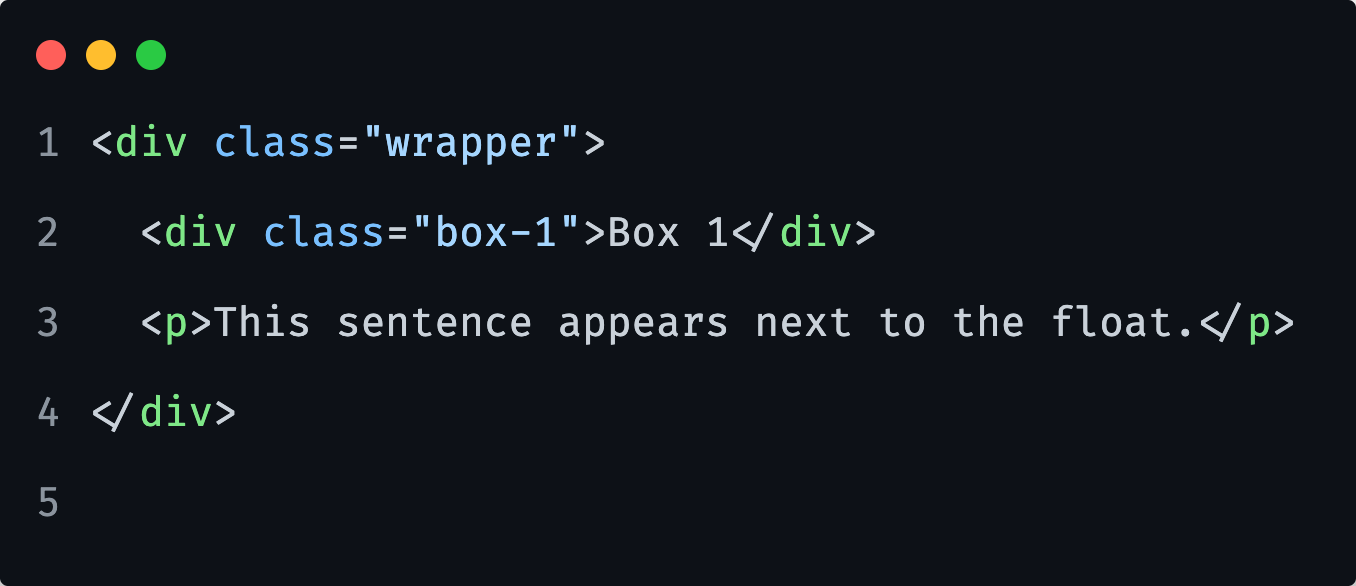 1 <div class="wrapper">
2   <div class="box-1">Box 1</div>
3   <p>This sentence appears next to the float.</p>
4 </div>
5